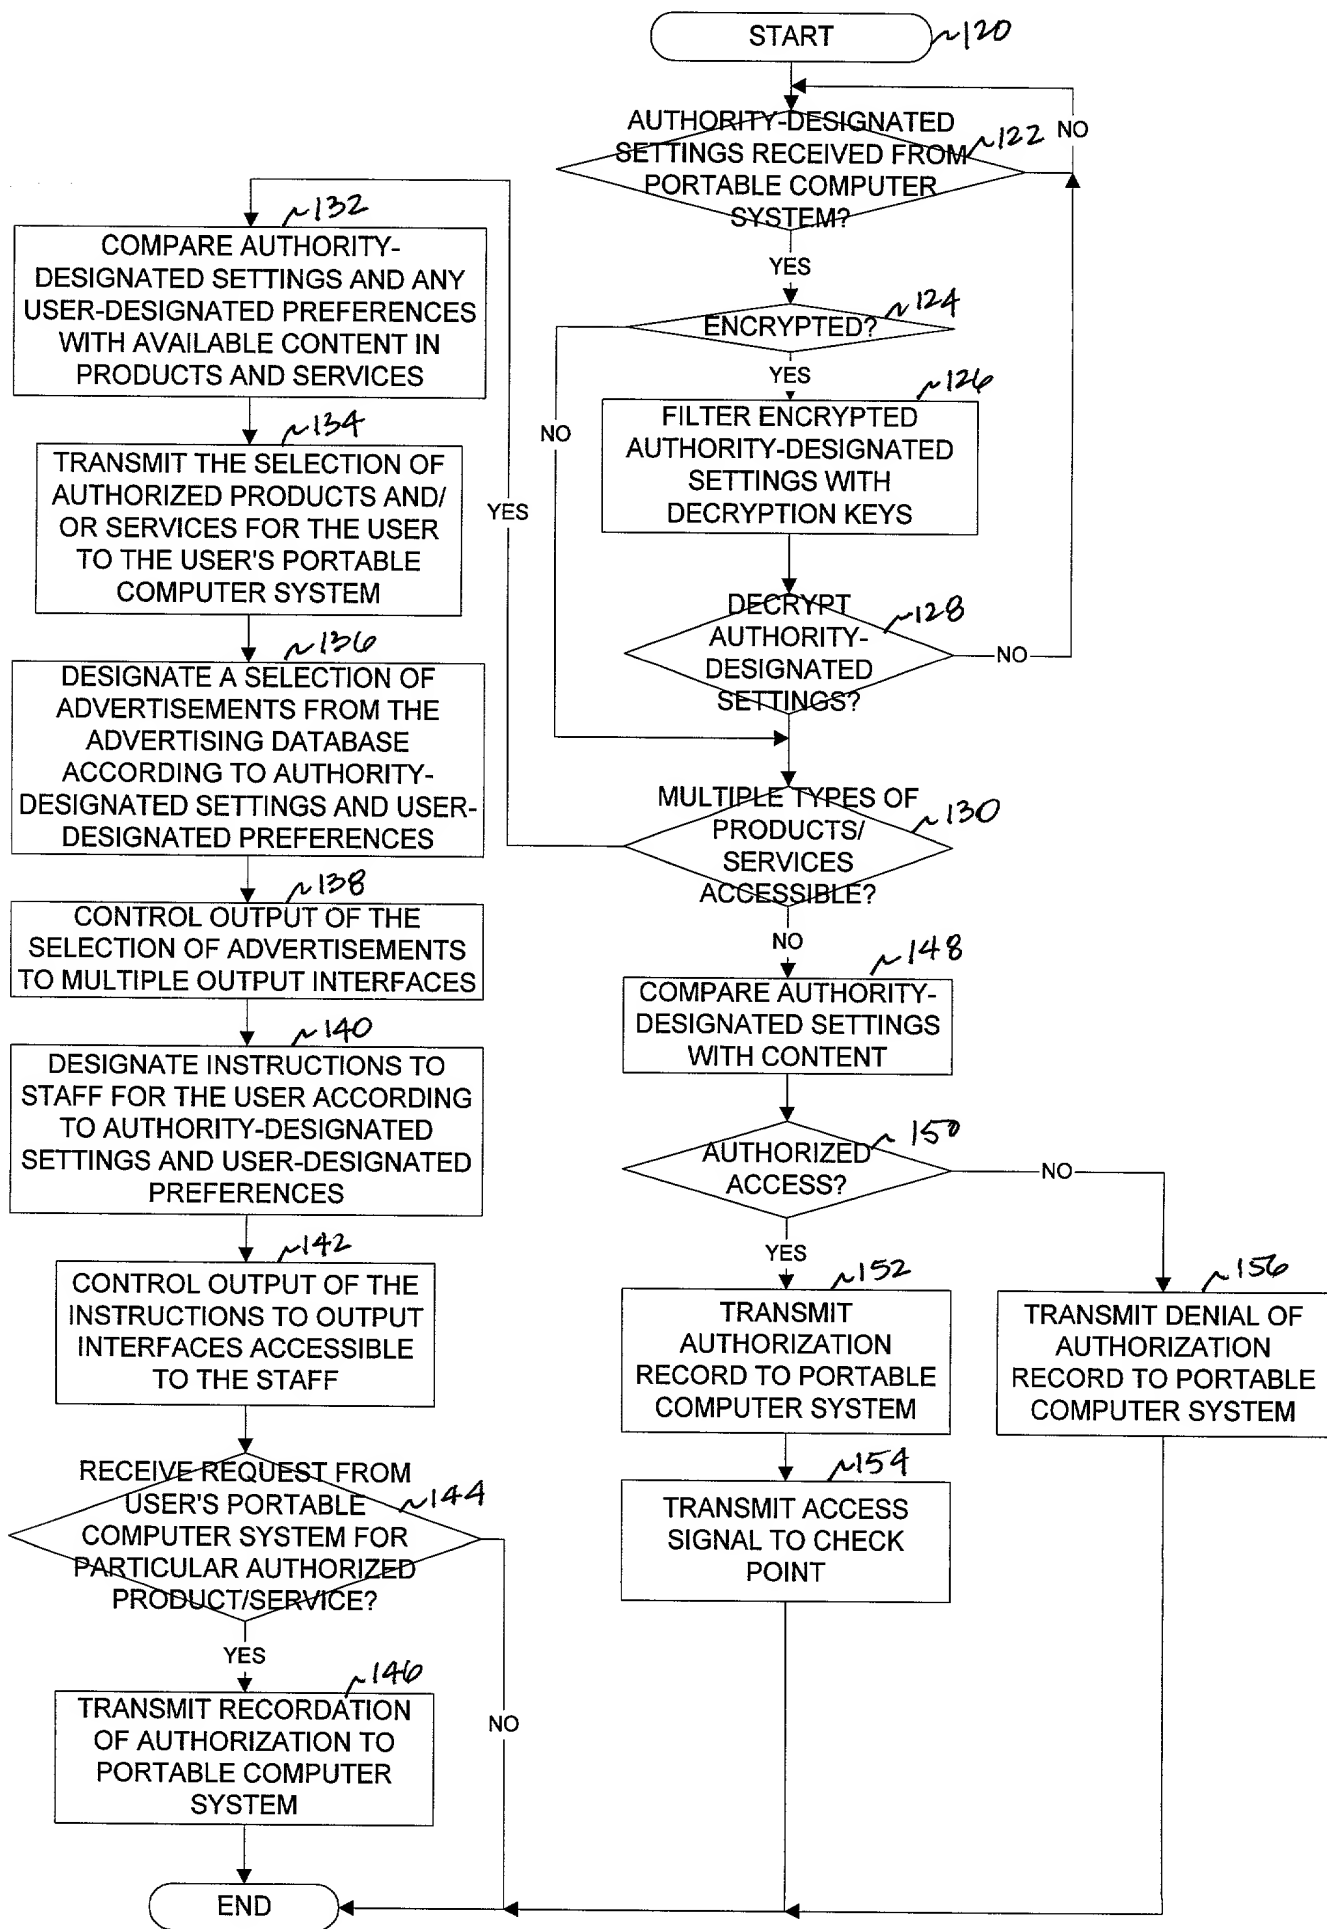 START
~120
AUTHORITY-DESIGNATED
SETTINGS RECEIVED FROM
PORTABLE COMPUTER
SYSTEM?
~122
NO
YES
ENCRYPTED?
~124
NO
YES
~126
FILTER ENCRYPTED
AUTHORITY-DESIGNATED
SETTINGS WITH
DECRYPTION KEYS
DECRYPT
AUTHORITY-
DESIGNATED
SETTINGS?
~128
NO
MULTIPLE TYPES OF
PRODUCTS/
SERVICES
ACCESSIBLE?
~130
YES
NO
~132
COMPARE AUTHORITY-
DESIGNATED SETTINGS AND ANY
USER-DESIGNATED PREFERENCES
WITH AVAILABLE CONTENT IN
PRODUCTS AND SERVICES
~134
TRANSMIT THE SELECTION OF
AUTHORIZED PRODUCTS AND/
OR SERVICES FOR THE USER
TO THE USER'S PORTABLE
COMPUTER SYSTEM
~136
DESIGNATE A SELECTION OF
ADVERTISEMENTS FROM THE
ADVERTISING DATABASE
ACCORDING TO AUTHORITY-
DESIGNATED SETTINGS AND USER-
DESIGNATED PREFERENCES
~138
CONTROL OUTPUT OF THE
SELECTION OF ADVERTISEMENTS
TO MULTIPLE OUTPUT INTERFACES
~140
DESIGNATE INSTRUCTIONS TO
STAFF FOR THE USER ACCORDING
TO AUTHORITY-DESIGNATED
SETTINGS AND USER-DESIGNATED
PREFERENCES
~142
CONTROL OUTPUT OF THE
INSTRUCTIONS TO OUTPUT
INTERFACES ACCESSIBLE
TO THE STAFF
RECEIVE REQUEST FROM
USER'S PORTABLE
COMPUTER SYSTEM FOR
PARTICULAR AUTHORIZED
PRODUCT/SERVICE?
~144
YES
NO
~146
TRANSMIT RECORDATION
OF AUTHORIZATION TO
PORTABLE COMPUTER
SYSTEM
~148
COMPARE AUTHORITY-
DESIGNATED SETTINGS
WITH CONTENT
AUTHORIZED
ACCESS?
~150
NO
YES
~152
TRANSMIT
AUTHORIZATION
RECORD TO PORTABLE
COMPUTER SYSTEM
~154
TRANSMIT ACCESS
SIGNAL TO CHECK
POINT
~156
TRANSMIT DENIAL OF
AUTHORIZATION
RECORD TO PORTABLE
COMPUTER SYSTEM
END